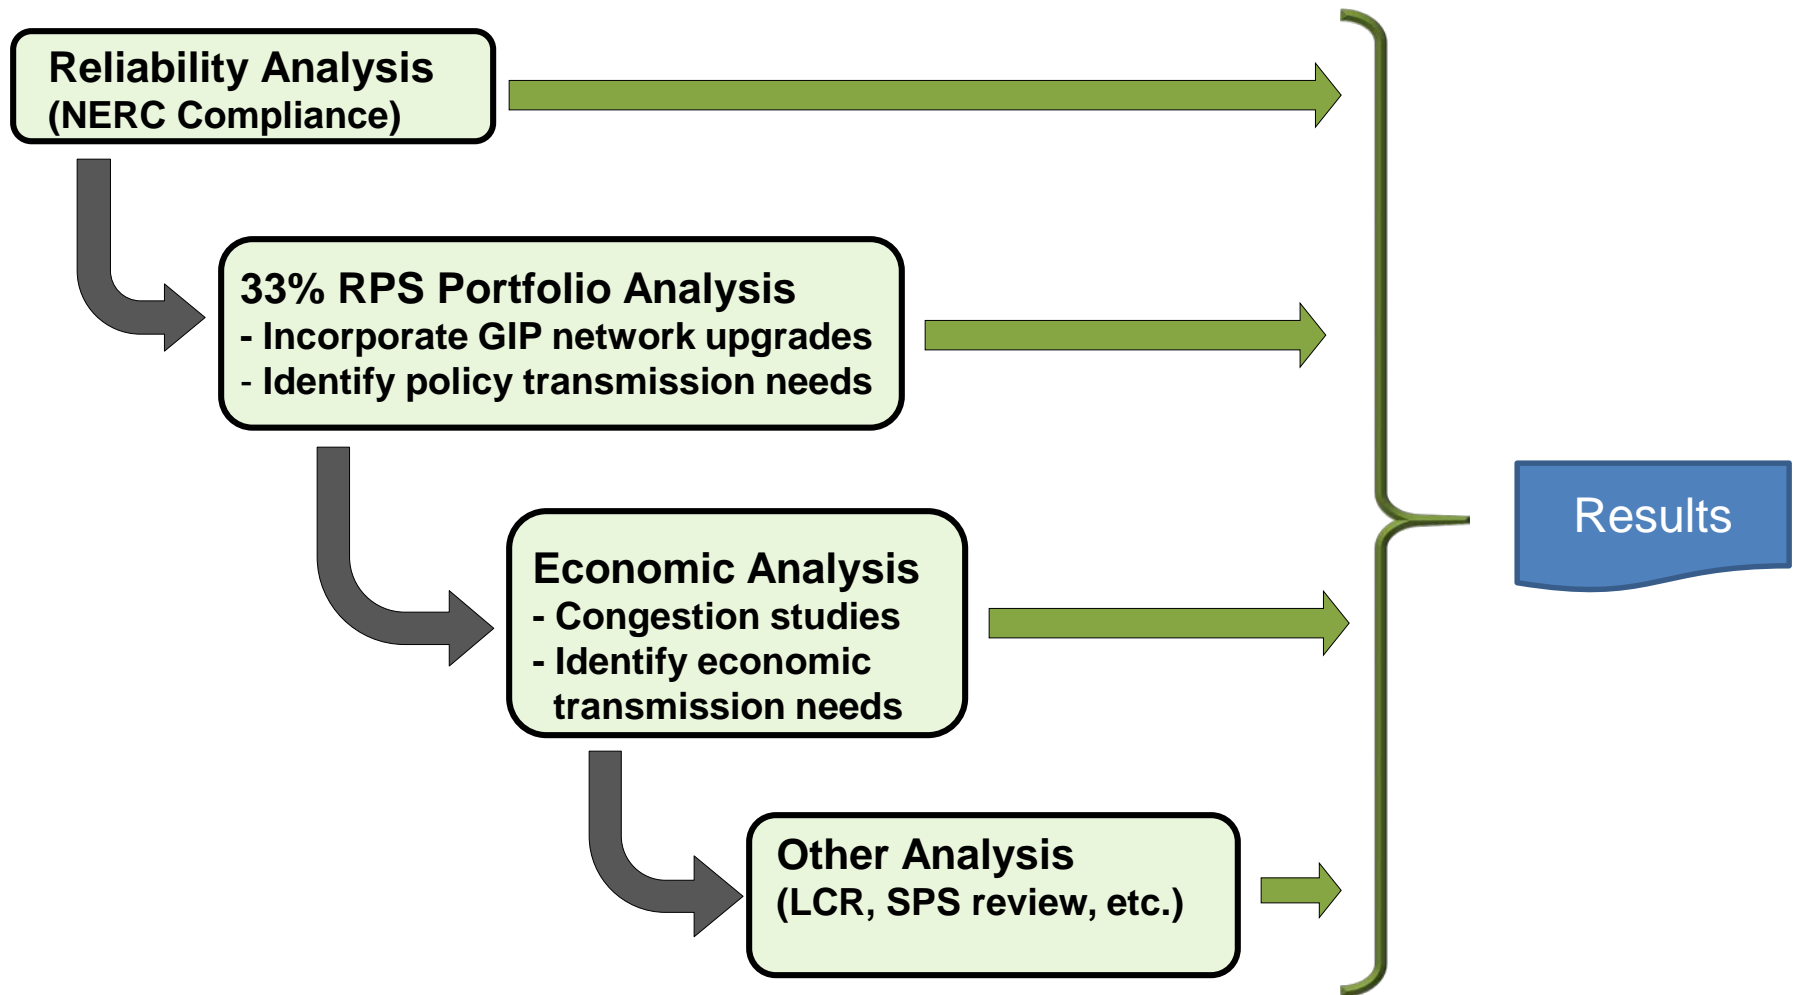 Reliability Analysis
(NERC Compliance)
33% RPS Portfolio Analysis
- Incorporate GIP network upgrades
- Identify policy transmission needs
Economic Analysis
- Congestion studies
- Identify economic
transmission needs
Results
Other Analysis
(LCR, SPS review, etc.)